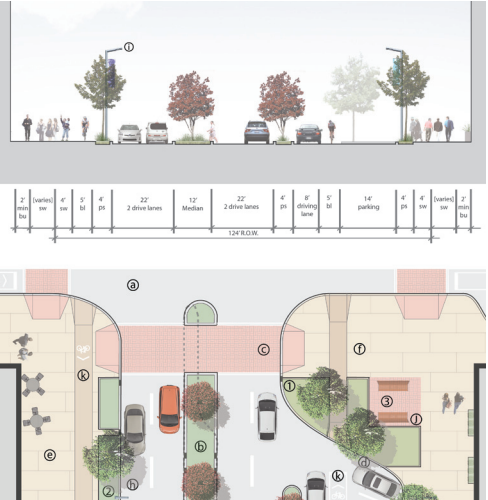 i
2' min bu
[varies] sw
4' sw
5' bl
4' ps
22' 2 drive lanes
12' Median
22' 2 drive lanes
4' ps
8' driving lane
5' bl
14' parking
4' ps
4' sw
[varies] sw
2' min bu
124' R.O.W.
a
c
f
k
1
3
J
b
e
d
2
h
k